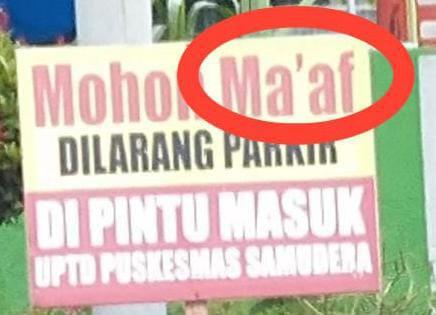 Mohon Ma'af
DILARANG PARKIR
DI PINTU MASUK
UPTD PUSKESMAS SAMUDERA